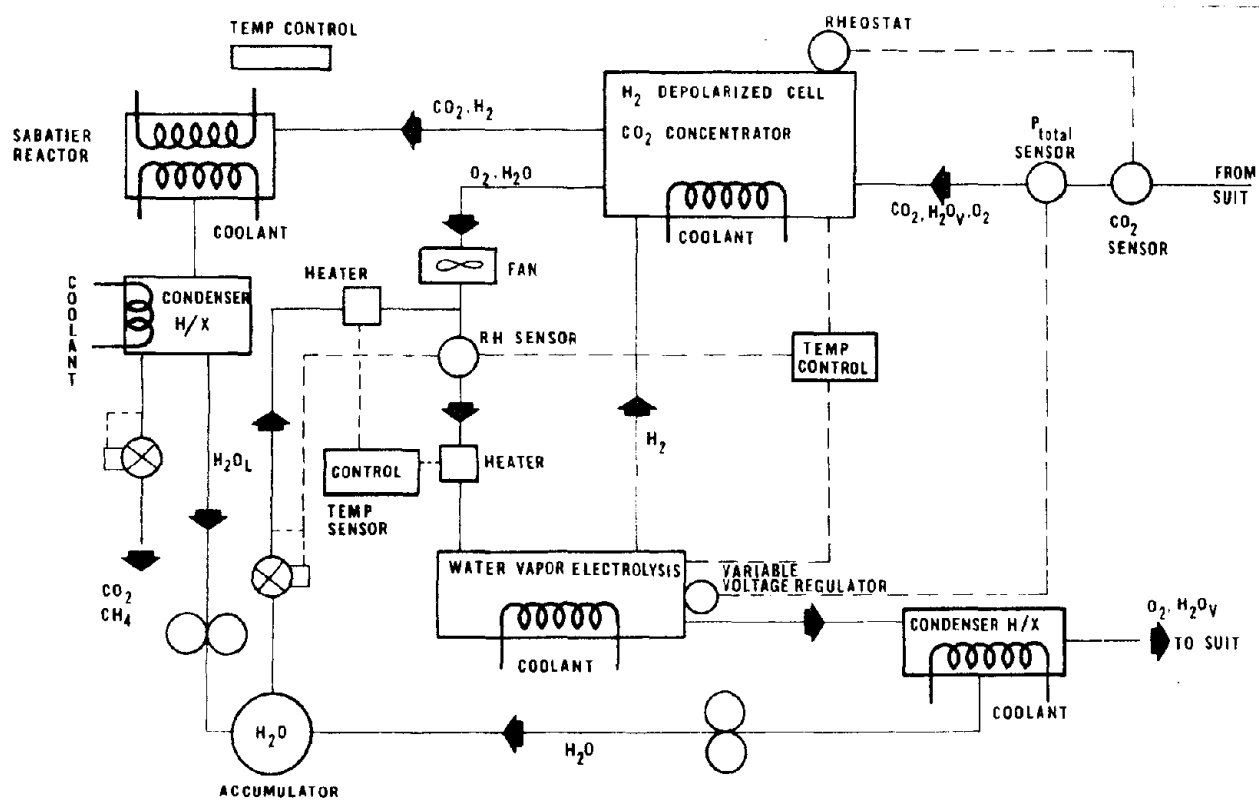 TEMP CONTROL
RHEOSTAT
H2 DEPOLARIZED CELL
CO2 CONCENTRATOR
COOLANT
CO2, H2
SABATIER
REACTOR
COOLANT
O2, H2O
Ptotal
SENSOR
FROM
SUIT
CO2, H2OV, O2
CO2
SENSOR
FAN
HEATER
COOLANT
CONDENSER
H/X
RH SENSOR
TEMP
CONTROL
H2
H2OL
CONTROL
TEMP
SENSOR
HEATER
CO2
CH4
WATER VAPOR ELECTROLYSIS
COOLANT
VARIABLE
VOLTAGE REGULATOR
CONDENSER H/X
COOLANT
O2, H2OV
TO SUIT
H2O
ACCUMULATOR
H2O